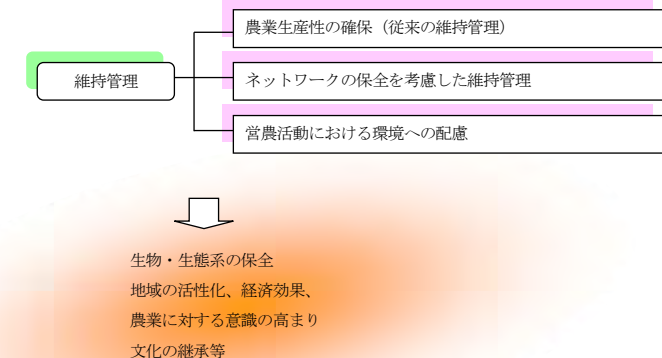 農業生産性の確保（従来の維持管理）
維持管理
ネットワークの保全を考慮した維持管理
営農活動における環境への配慮
生物・生態系の保全
地域の活性化、経済効果、
農業に対する意識の高まり
文化の継承等